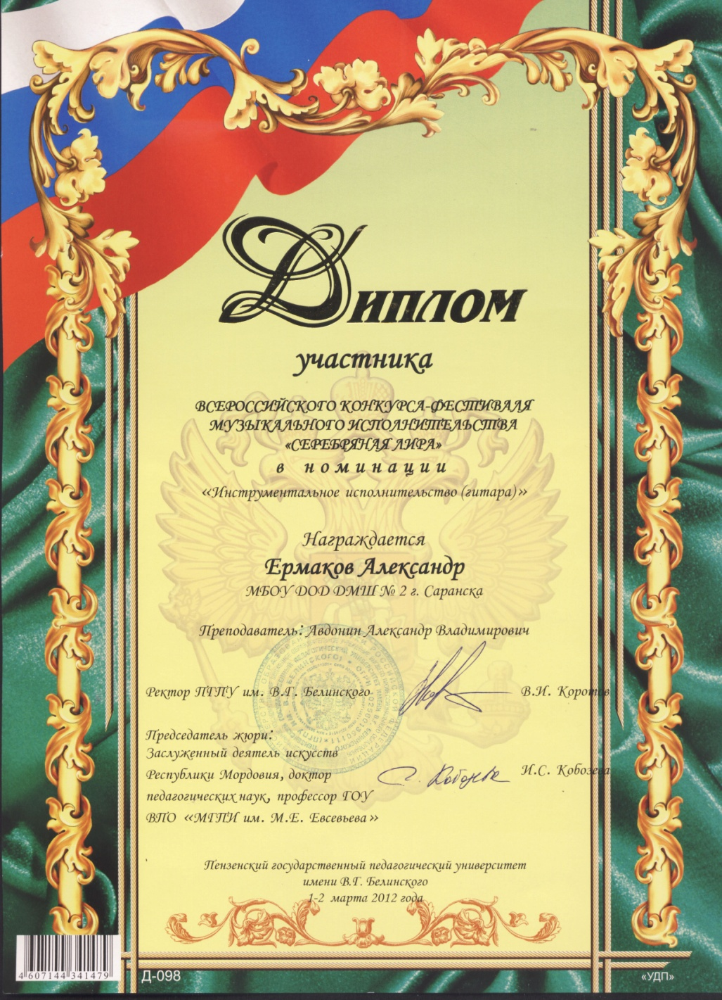 Диплом
участника
ВСЕРОССИЙСКОГО КОНКУРСА-ФЕСТИВАЛЯ
МУЗЫКАЛЬНОГО ИСПОЛНИТЕЛЬСТВА
«СЕРЕБРЯНАЯ ЛИРА»
в номинации
«Инструментальное исполнительство (гитара)»
Награждается
Ермаков Александр
МБОУ ДОД ДМШ № 2 г. Саранска
Преподаватель: Авдонин Александр Владимирович
Ректор ПГПУ им. В.Г. Белинского В.И. Коротов
Председатель жюри:
Заслуженный деятель искусств
Республики Мордовия, доктор И.С. Кобозева
педагогических наук, профессор ГОУ
ВПО «МГПИ им. М.Е. Евсевьева»
Пензенский государственный педагогический университет
имени В.Г. Белинского
1-2 марта 2012 года
4 607144 341479
Д-098
«УДП»